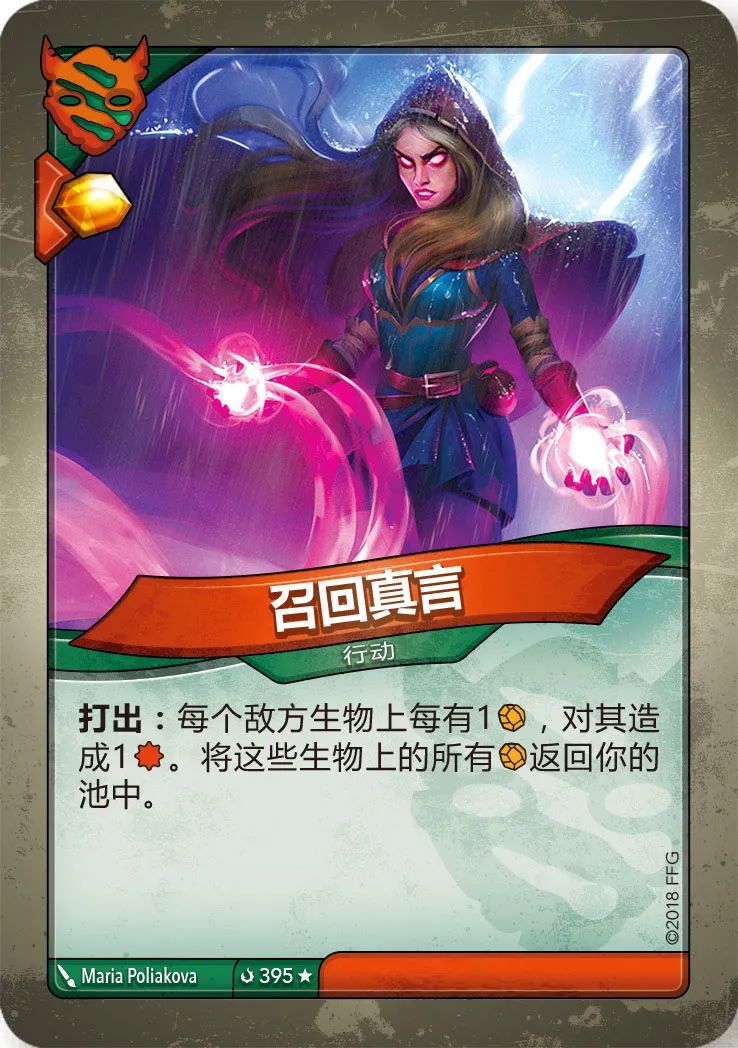 召回真言
行动
打出：每个敌方生物上每有1，对其造
成1。将这些生物上的所有返回你的
池中。
©2018 FFG
Maria Poliakova
395